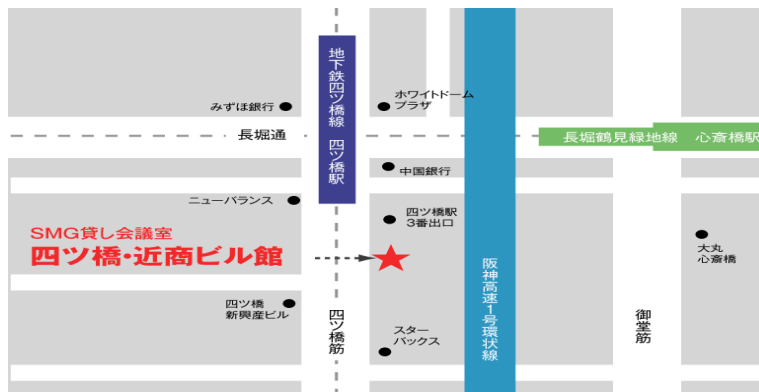 地下鉄四ツ橋線 四ツ橋駅
ホワイトドーム
プラザ
みずほ銀行
長堀通
長堀鶴見緑地線 心斎橋駅
中国銀行
ニューバランス
四ツ橋駅
3番出口
SMG貸し会議室
四ツ橋・近商ビル館
大丸
心斎橋
阪神高速1号環状線
四ツ橋
新興産ビル
四ツ橋筋
スター
バックス
御堂筋